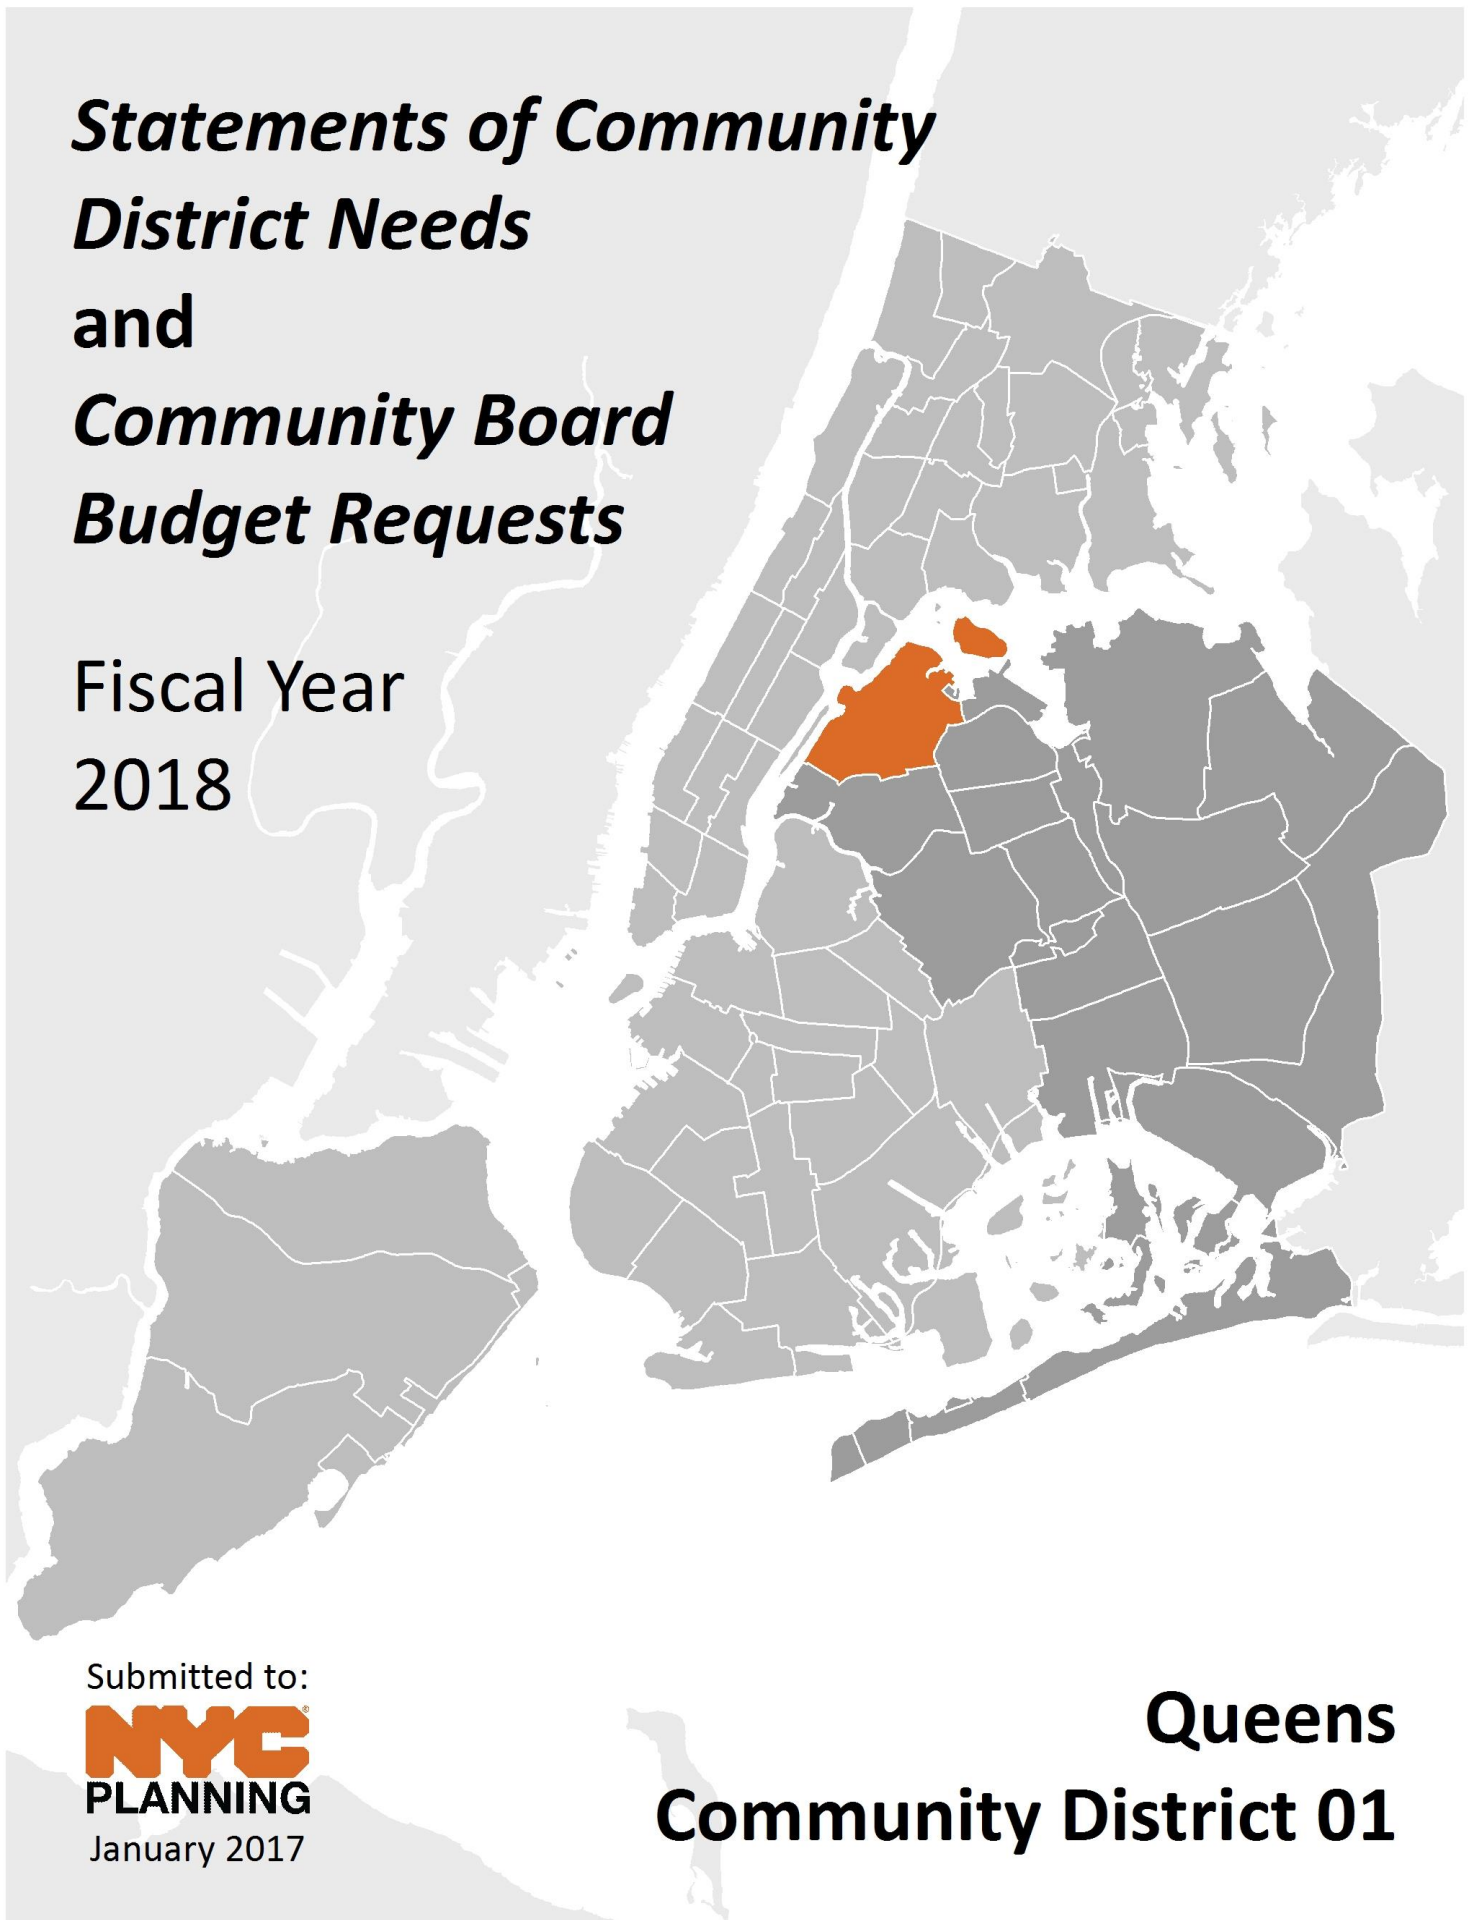 Statements of Community
District Needs
and
Community Board
Budget Requests
Fiscal Year
2018
Submitted to:
NYC®
PLANNING
January 2017
Queens
Community District 01